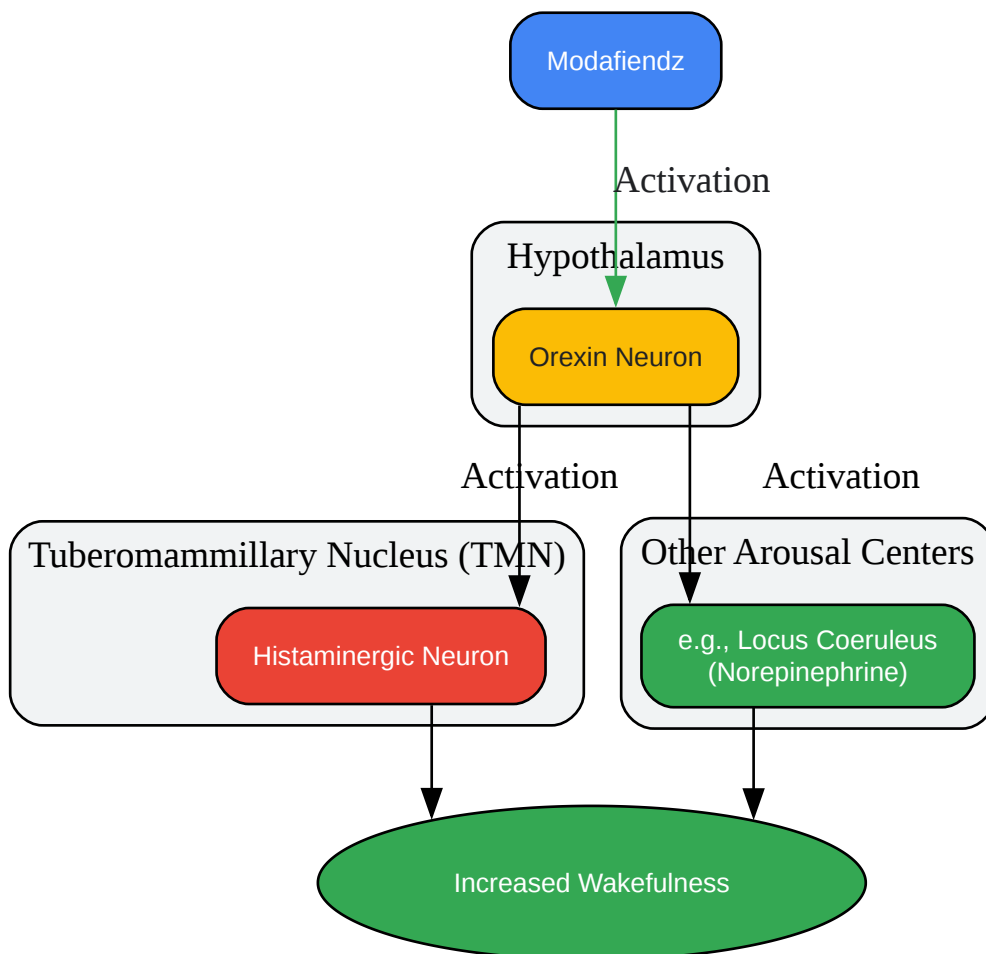 Modafiendz
Activation
Hypothalamus
Orexin Neuron
Activation
Activation
Tuberomammillary Nucleus (TMN)
Other Arousal Centers
Histaminergic Neuron
e.g., Locus Coeruleus
(Norepinephrine)
Increased Wakefulness